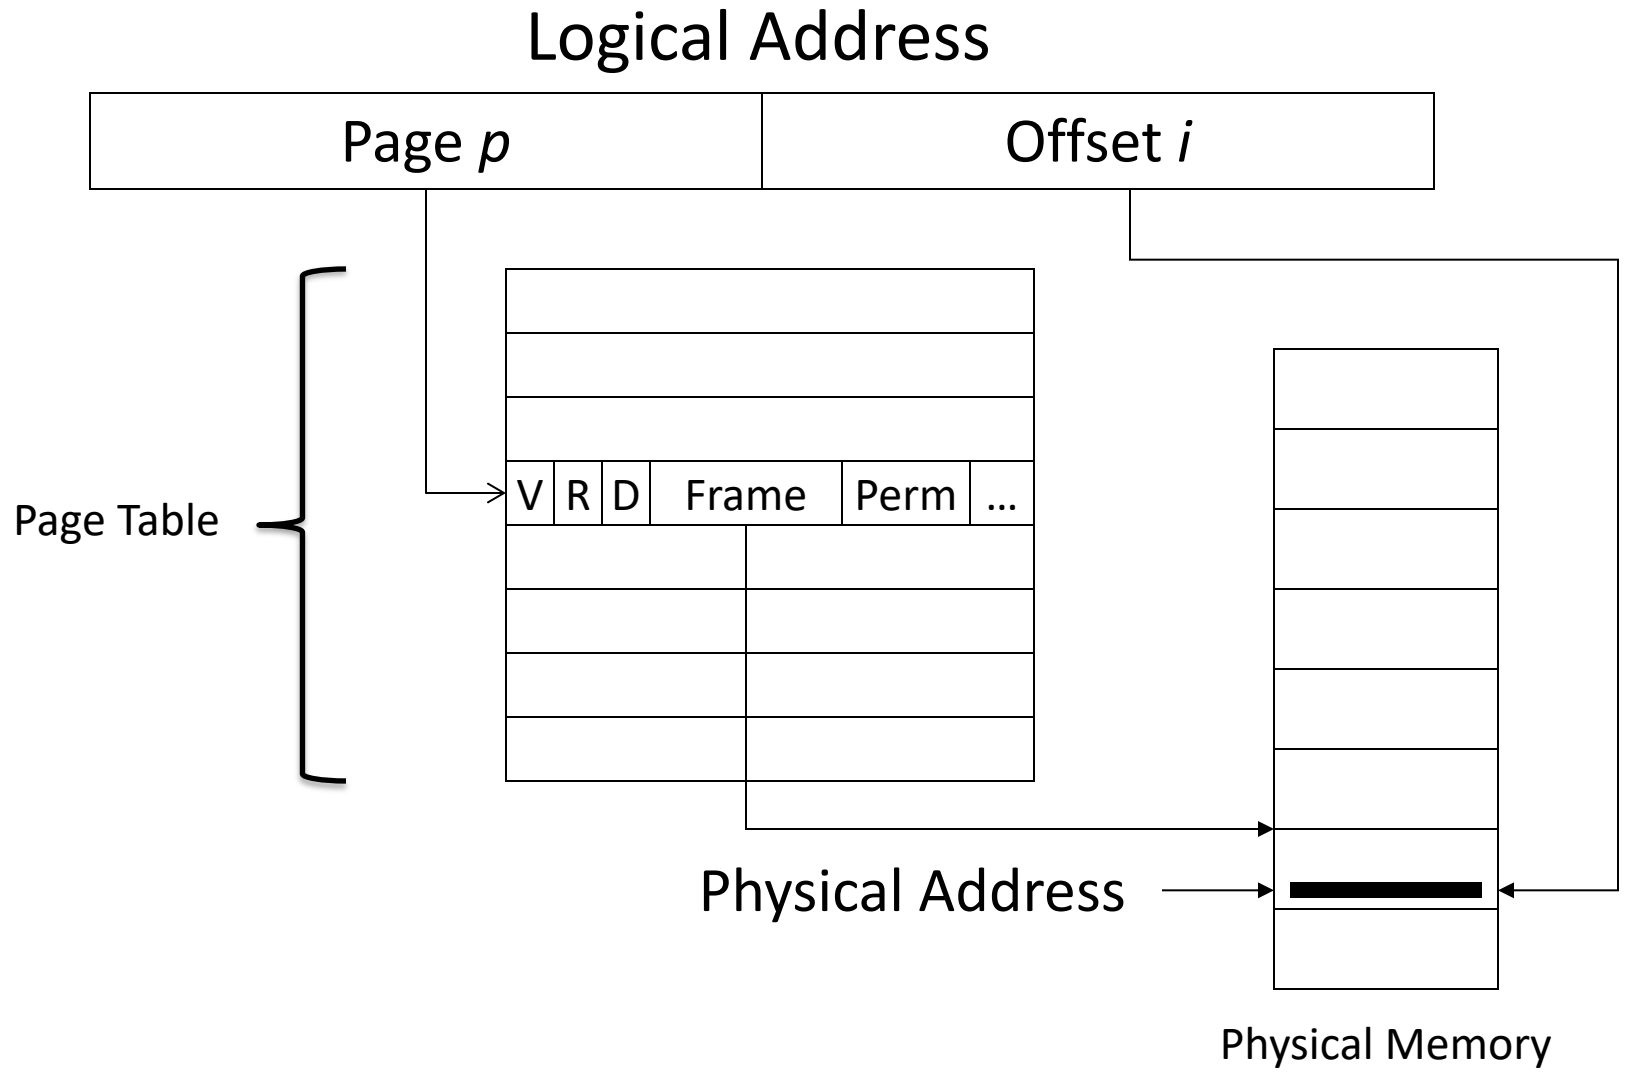 Logical Address
Page p
Offset i
V R D Frame Perm ...
Page Table
Physical Address
Physical Memory